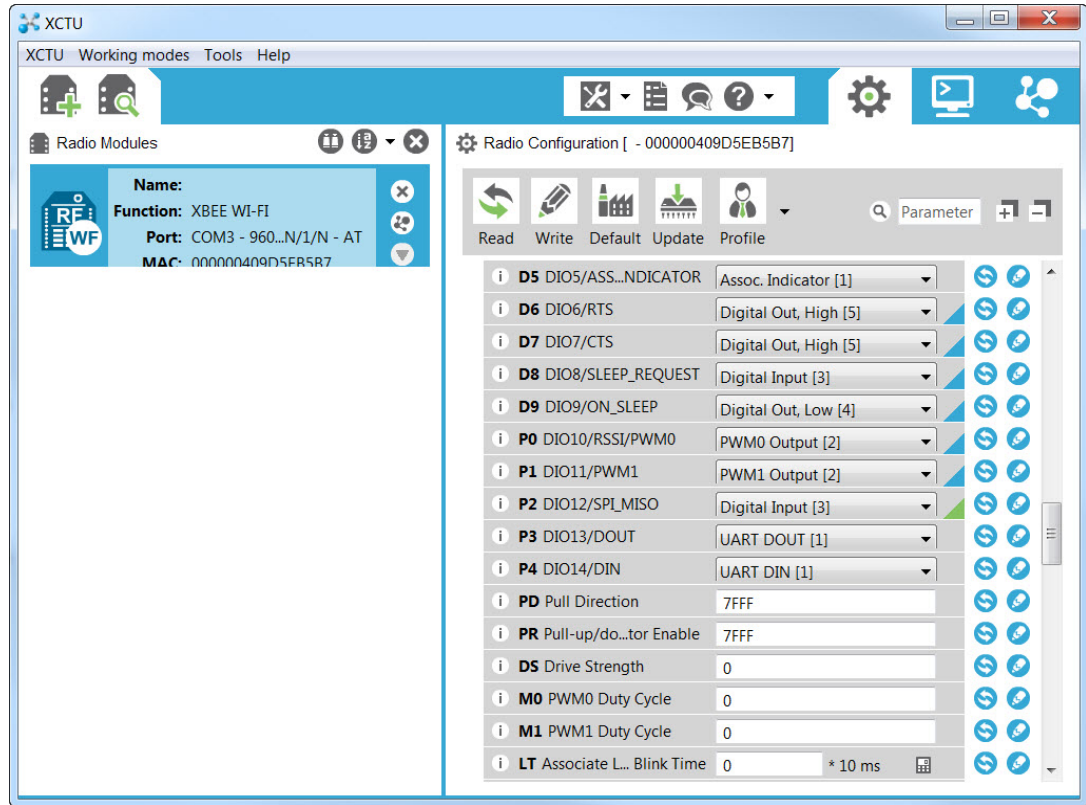 XCTU
XCTU Working modes Tools Help
Radio Modules
Radio Configuration [ - 000000409D5EB5B7]
Name:
Function: XBEE WI-FI
Port: COM3 - 960...N/1/N - AT
MAC: 000000409D5EB5B7
RF
WF
Read Write Default Update Profile
Parameter
D5 DIO5/ASS...NDICATOR Assoc. Indicator [1]
D6 DIO6/RTS Digital Out, High [5]
D7 DIO7/CTS Digital Out, High [5]
D8 DIO8/SLEEP_REQUEST Digital Input [3]
D9 DIO9/ON_SLEEP Digital Out, Low [4]
P0 DIO10/RSSI/PWM0 PWM0 Output [2]
P1 DIO11/PWM1 PWM1 Output [2]
P2 DIO12/SPI_MISO Digital Input [3]
P3 DIO13/DOUT UART DOUT [1]
P4 DIO14/DIN UART DIN [1]
PD Pull Direction 7FFF
PR Pull-up/do...tor Enable 7FFF
DS Drive Strength 0
M0 PWM0 Duty Cycle 0
M1 PWM1 Duty Cycle 0
LT Associate L... Blink Time 0 * 10 ms